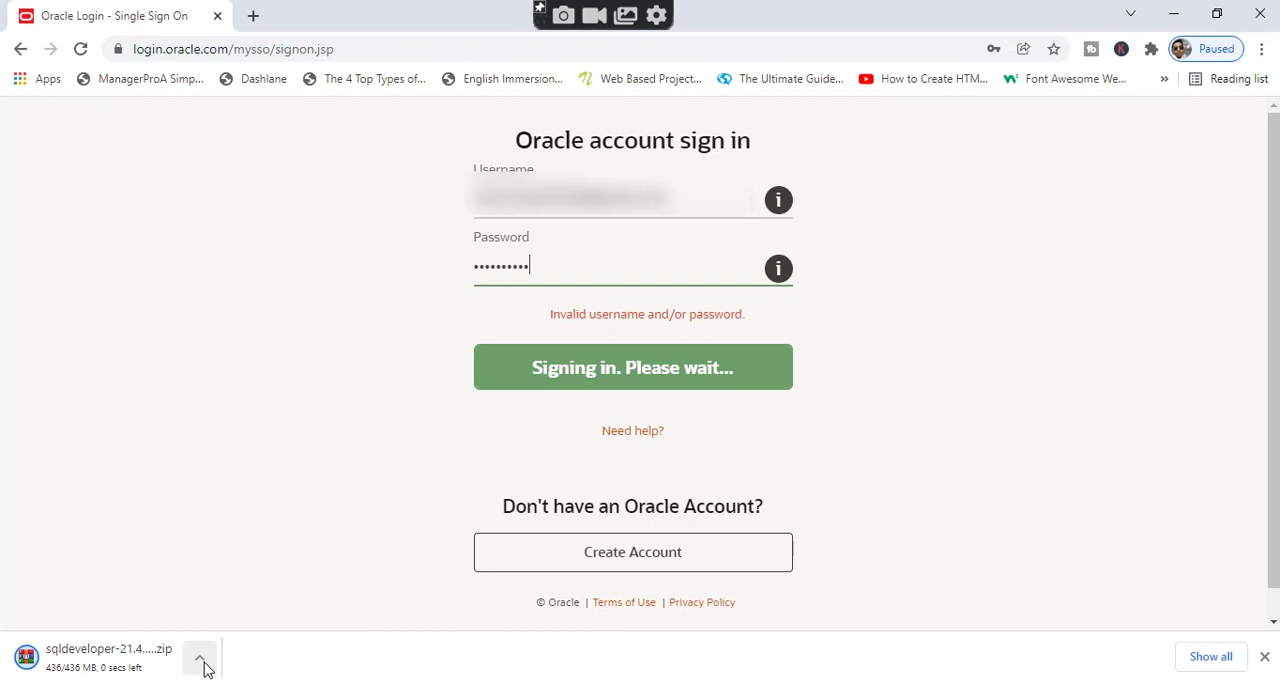 Oracle Login - Single Sign On
login.oracle.com/mysso/signon.jsp
Paused
Apps
ManagerProA Simp...
Dashlane
The 4 Top Types of...
English Immersion...
Web Based Project...
The Ultimate Guide...
How to Create HTM...
Font Awesome We...
»
Reading list
Oracle account sign in
Username
Password
Invalid username and/or password.
Signing in. Please wait...
Need help?
Don't have an Oracle Account?
Create Account
© Oracle | Terms of Use | Privacy Policy
sqldeveloper-21.4.....zip
436/436 MB, 0 secs left
Show all